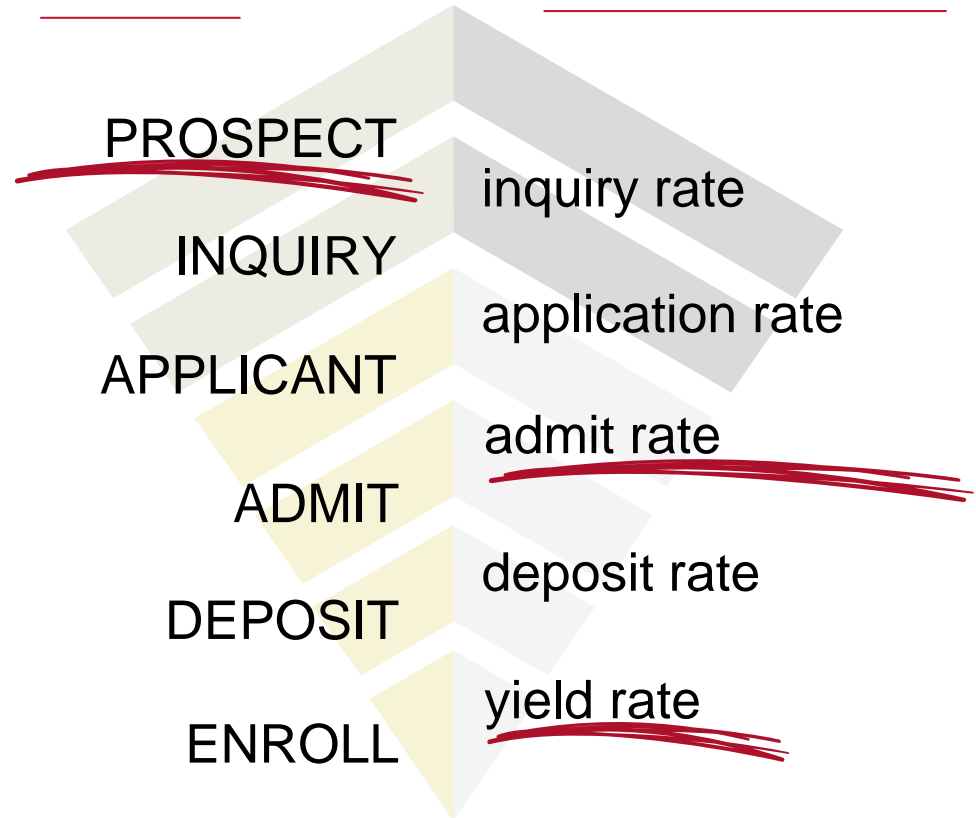 PROSPECT
inquiry rate
INQUIRY
application rate
APPLICANT
admit rate
ADMIT
deposit rate
DEPOSIT
yield rate
ENROLL